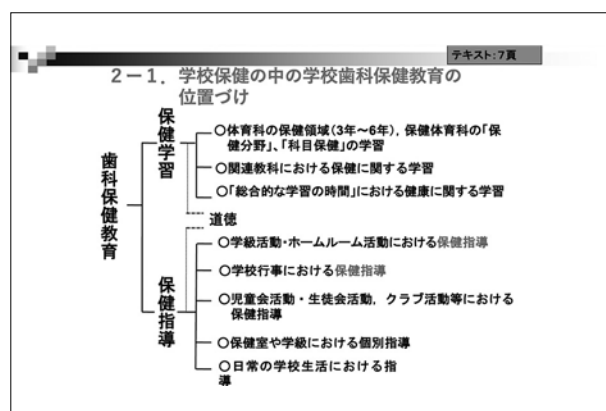 テキスト:7頁
2-1．学校保健の中の学校歯科保健教育の
位置づけ
歯科保健教育
保健学習
○体育科の保健領域(3年～6年)，保健体育科の｢保
健分野｣、｢科目保健｣の学習
○関連教科における保健に関する学習
○｢総合的な学習の時間｣における健康に関する学習
道徳
保健指導
○学級活動・ホームルーム活動における保健指導
○学校行事における保健指導
○児童会活動・生徒会活動，クラブ活動等における
保健指導
○保健室や学級における個別指導
○日常の学校生活における指
導